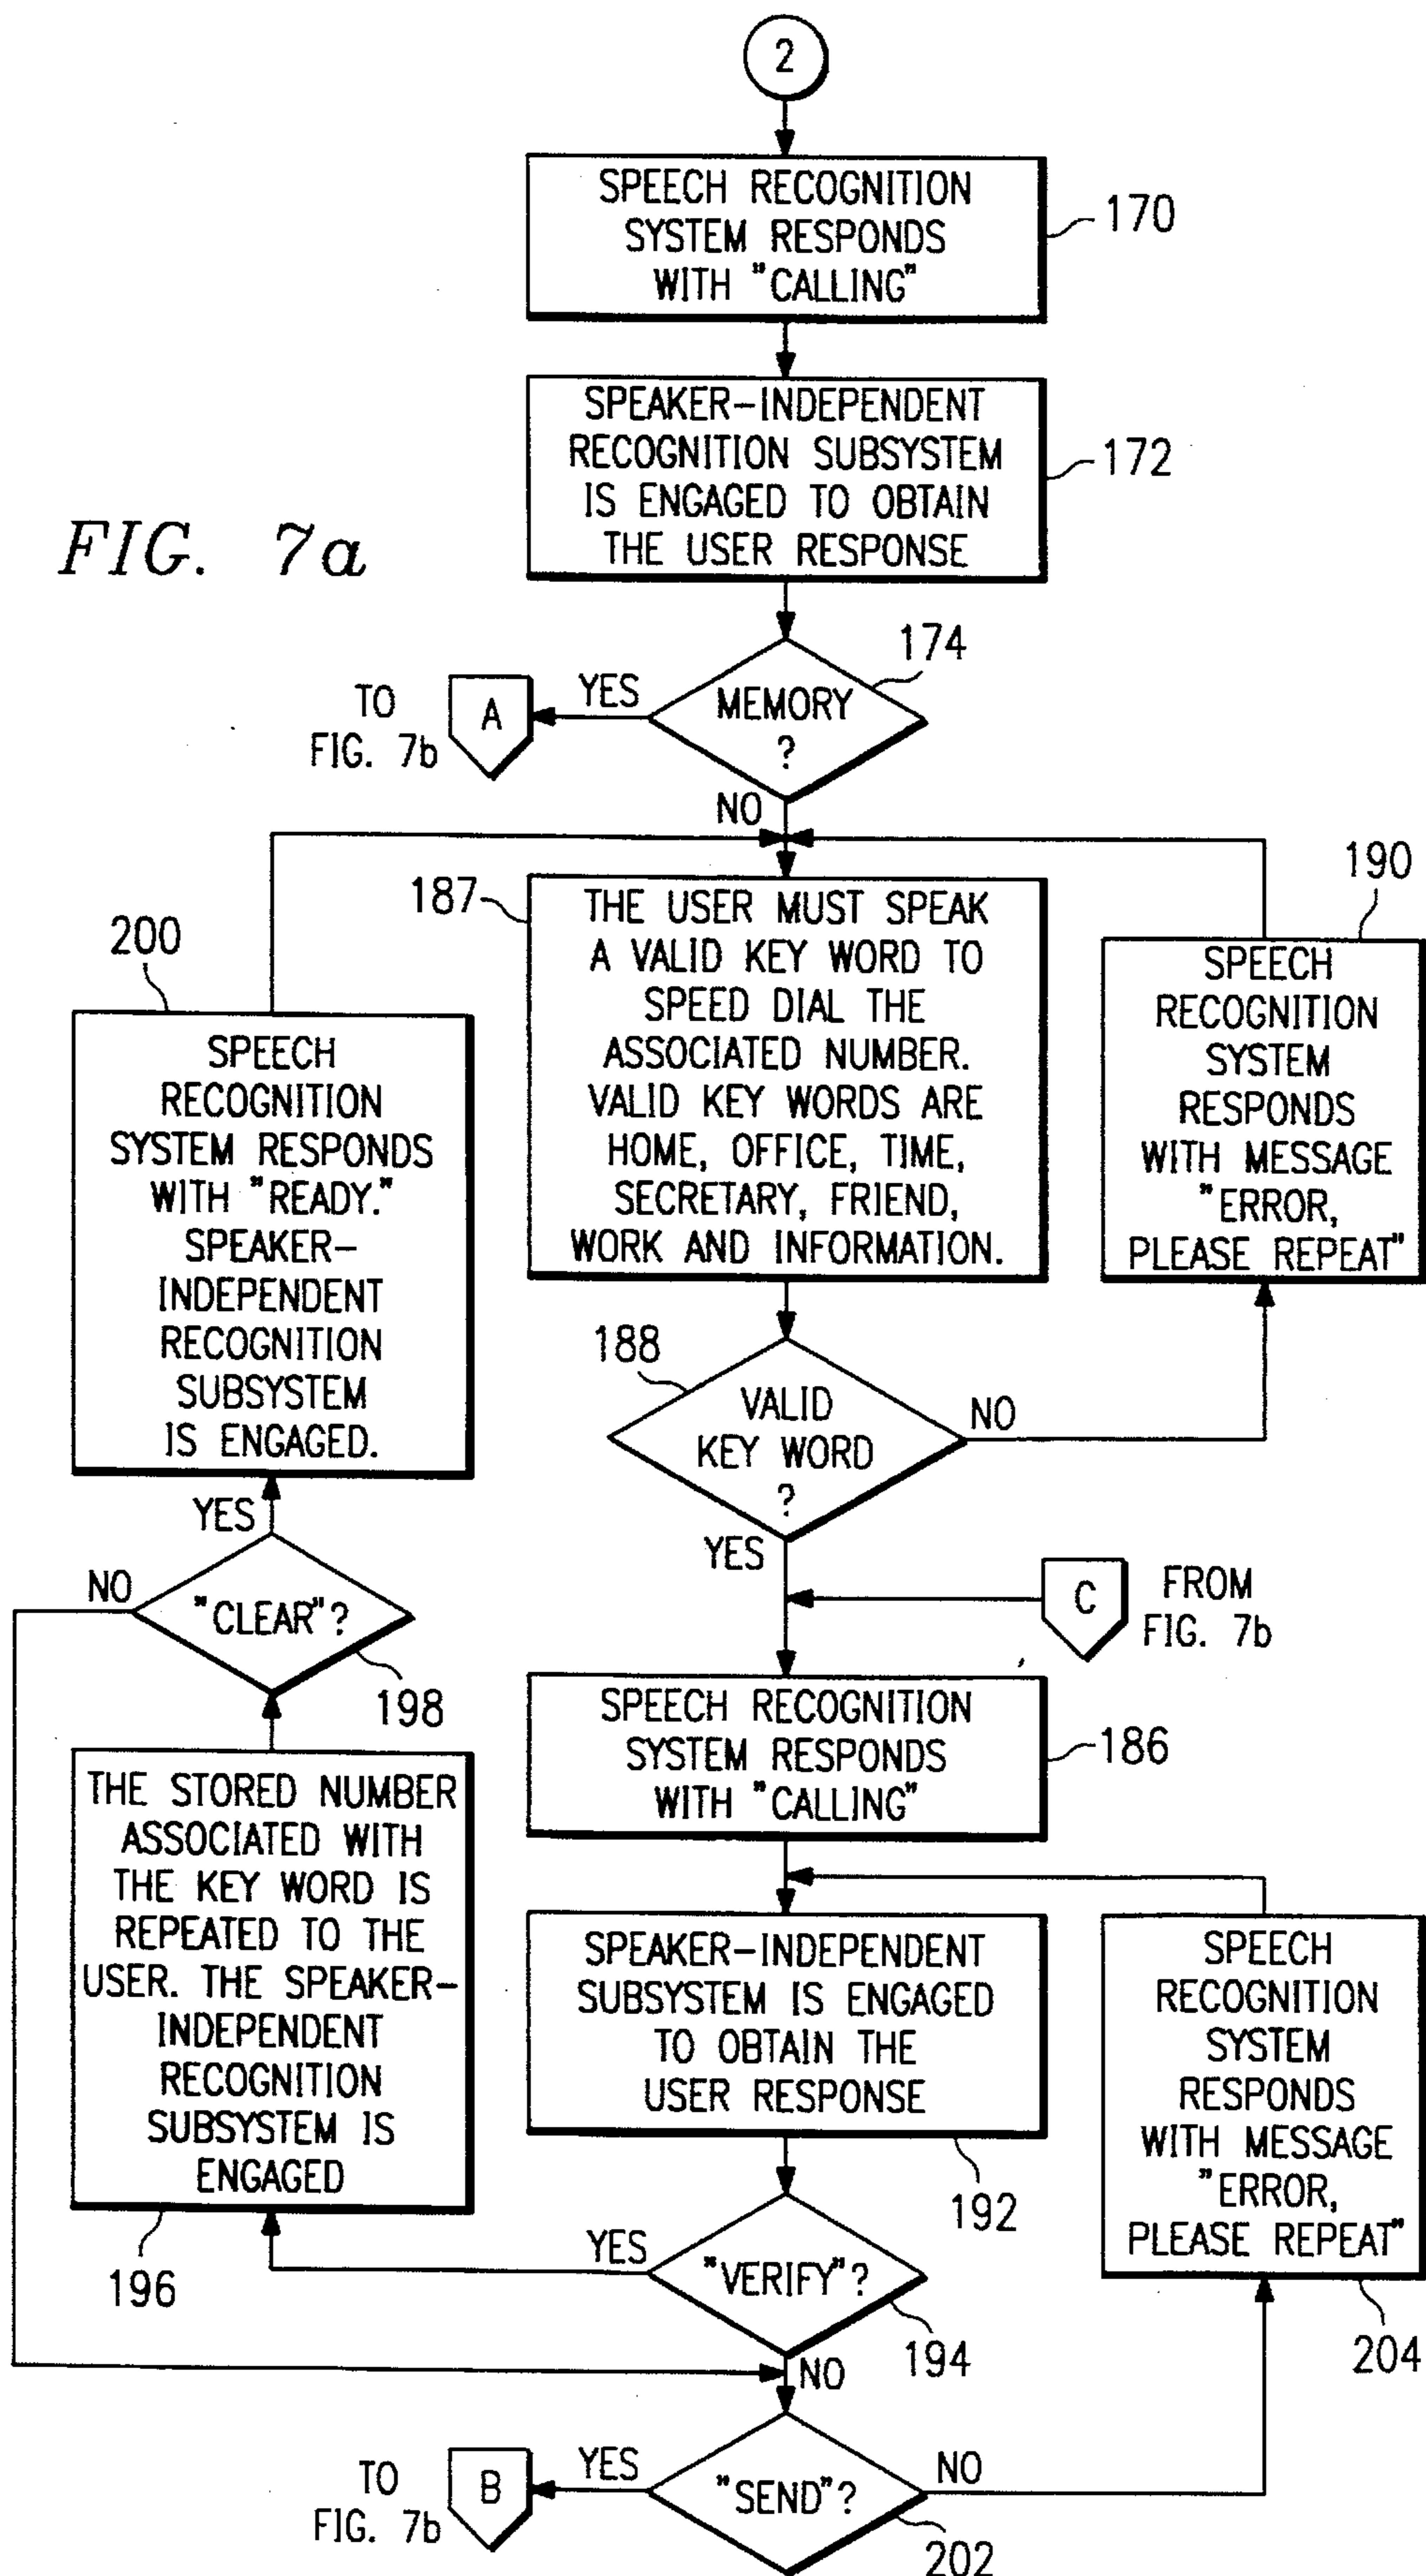 2
SPEECH RECOGNITION
SYSTEM RESPONDS
WITH "CALLING"
170
SPEAKER-INDEPENDENT
RECOGNITION SUBSYSTEM
IS ENGAGED TO OBTAIN
THE USER RESPONSE
172
FIG. 7a
174
MEMORY
?
YES
A
TO
FIG. 7b
NO
187
THE USER MUST SPEAK
A VALID KEY WORD TO
SPEED DIAL THE
ASSOCIATED NUMBER.
VALID KEY WORDS ARE
HOME, OFFICE, TIME,
SECRETARY, FRIEND,
WORK AND INFORMATION.
190
SPEECH
RECOGNITION
SYSTEM
RESPONDS
WITH MESSAGE
"ERROR,
PLEASE REPEAT"
200
SPEECH
RECOGNITION
SYSTEM RESPONDS
WITH "READY."
SPEAKER-
INDEPENDENT
RECOGNITION
SUBSYSTEM
IS ENGAGED.
188
VALID
KEY WORD
?
NO
YES
YES
NO
"CLEAR"?
198
C
FROM
FIG. 7b
SPEECH RECOGNITION
SYSTEM RESPONDS
WITH "CALLING"
186
THE STORED NUMBER
ASSOCIATED WITH
THE KEY WORD IS
REPEATED TO THE
USER. THE SPEAKER-
INDEPENDENT
RECOGNITION
SUBSYSTEM IS
ENGAGED
196
SPEAKER-INDEPENDENT
SUBSYSTEM IS ENGAGED
TO OBTAIN THE
USER RESPONSE
192
SPEECH
RECOGNITION
SYSTEM
RESPONDS
WITH MESSAGE
"ERROR,
PLEASE REPEAT"
204
YES
"VERIFY"?
194
NO
TO
FIG. 7b
B
YES
"SEND"?
NO
202